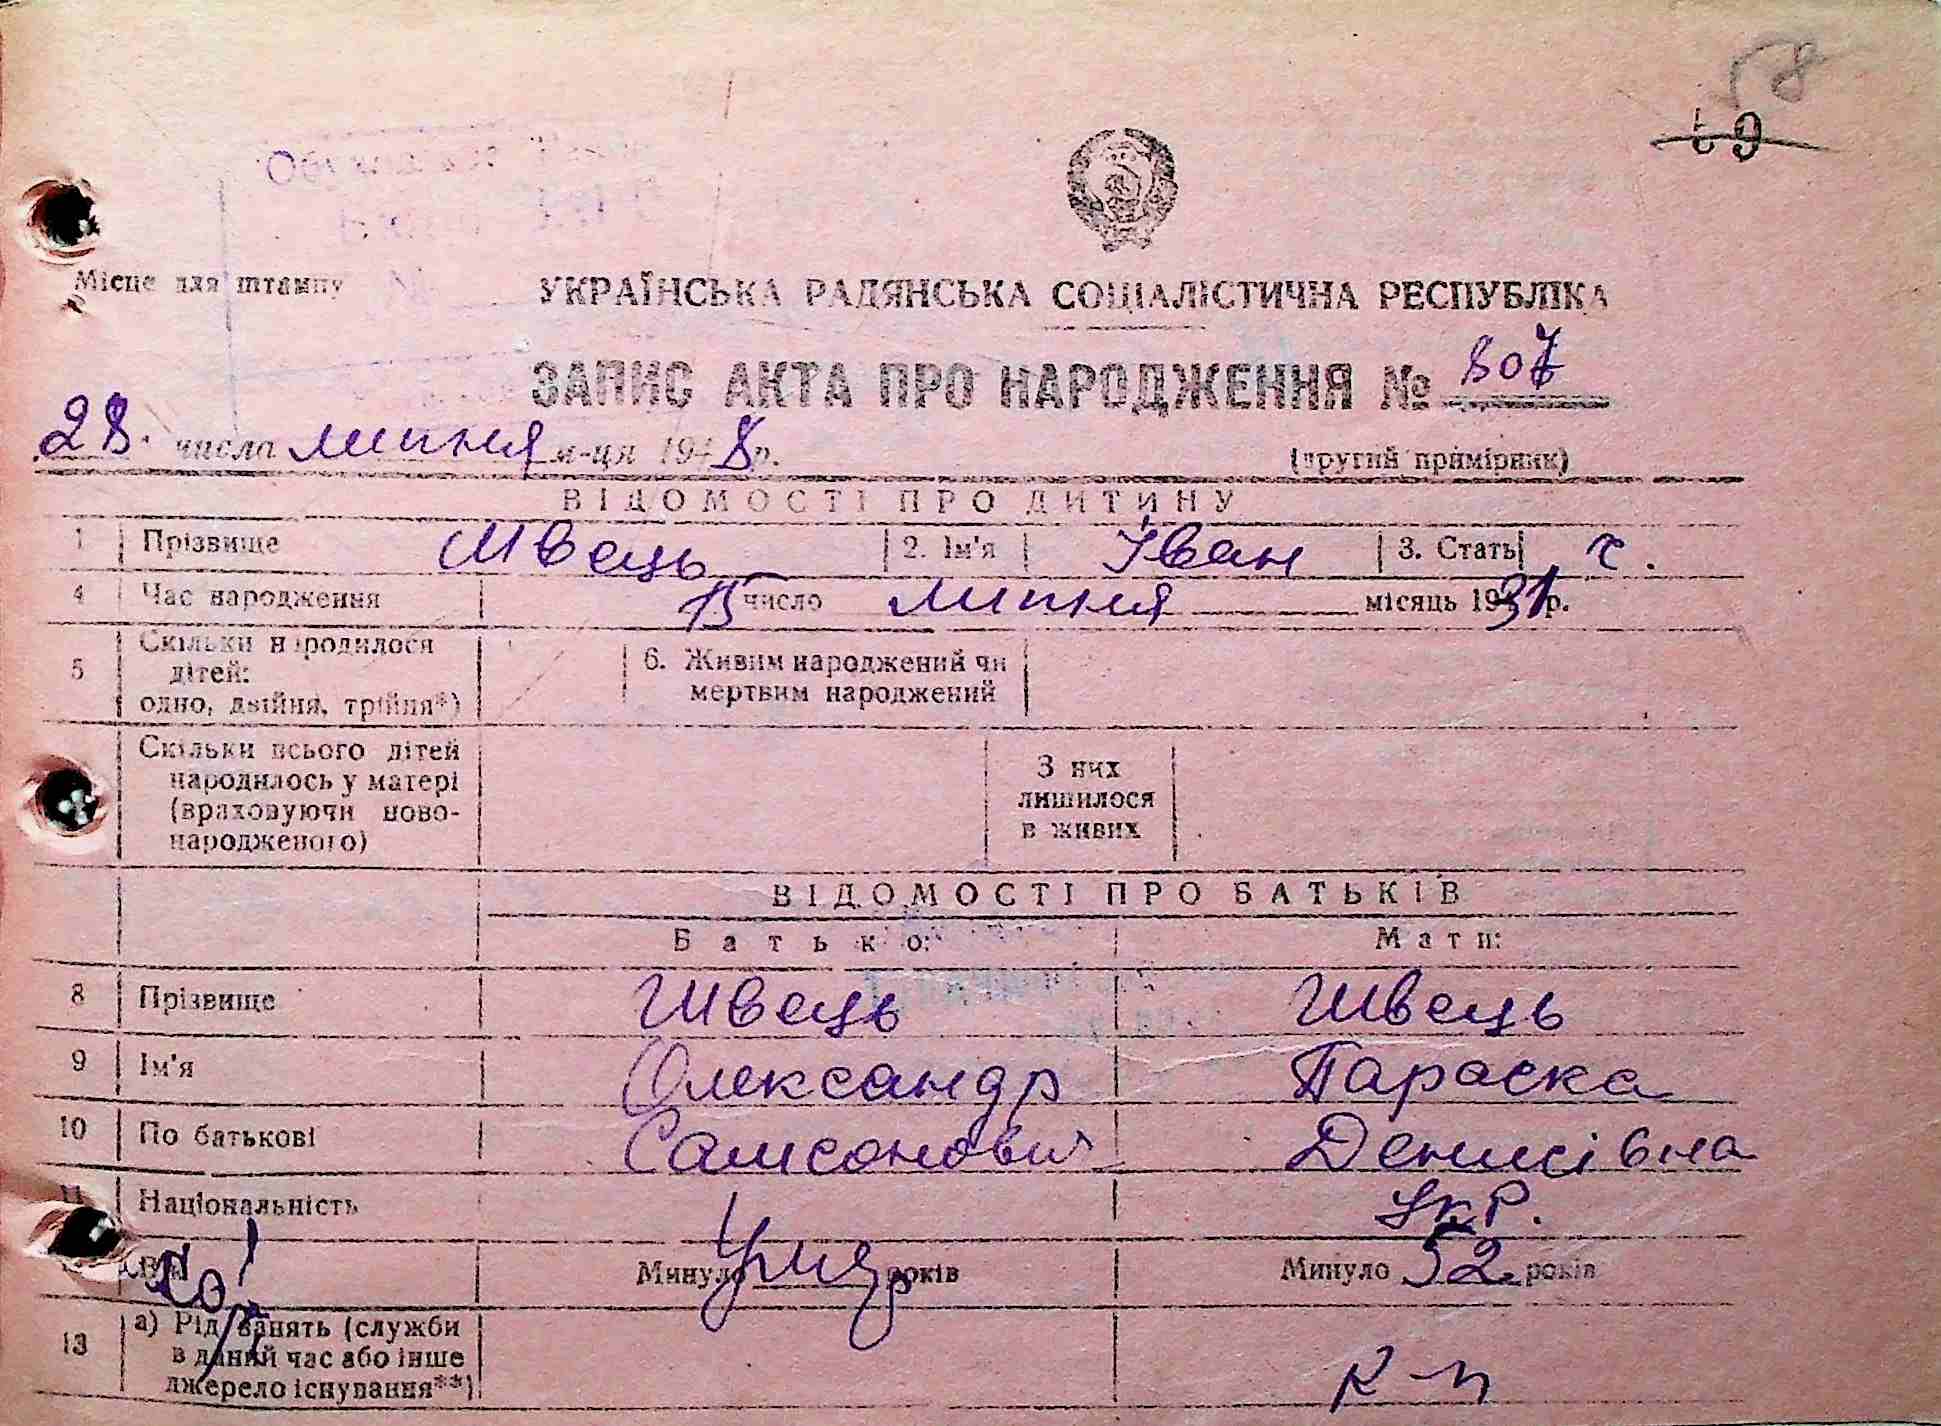 58
69
Місце для штампу
УКРАЇНСЬКА РАДЯНСЬКА СОЦІАЛІСТИЧНА РЕСПУБЛІКА
ЗАПИС АКТА ПРО НАРОДЖЕННЯ № 807
28. числа липня м-ця 1948 р.
(другий примірник)
ВІДОМОСТІ ПРО ДИТИНУ
1 Прізвище Швець 2. Ім'я Іван 3. Стать ч.
4 Час народження 15 число липня місяць 1931 р.
5 Скільки народилося дітей: одно, двійня, трійня*)
6. Живим народжений чи мертвим народжений
Скільки всього дітей народилось у матері (враховуючи новонародженого)
З них лишилося в живих
ВІДОМОСТІ ПРО БАТЬКІВ
Батько: Мати:
8 Прізвище Швець Швець
9 Ім'я Олександр Параска
10 По батькові Самсонович Денисівна
11 Національність Укр.
Вік Минуло Умер років Минуло 52 років
13 а) Рід занять (служби в даний час або інше джерело існування**)
к-п